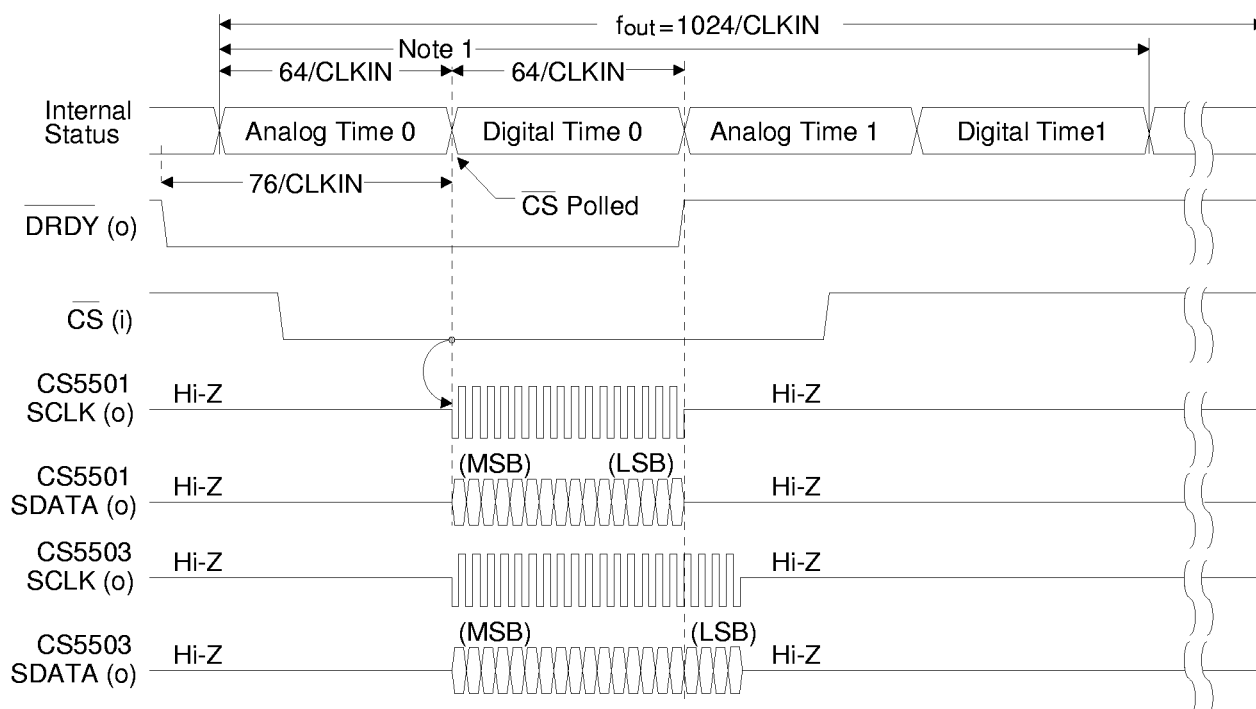 fout=1024/CLKIN
Note 1
64/CLKIN 64/CLKIN
Internal
Status
Analog Time 0 Digital Time 0 Analog Time 1 Digital Time1
76/CLKIN
CS Polled
DRDY (o)
CS (i)
CS5501
SCLK (o)
Hi-Z Hi-Z
(MSB) (LSB)
CS5501
SDATA (o)
Hi-Z Hi-Z
CS5503
SCLK (o)
Hi-Z Hi-Z
(MSB) (LSB)
CS5503
SDATA (o)
Hi-Z Hi-Z